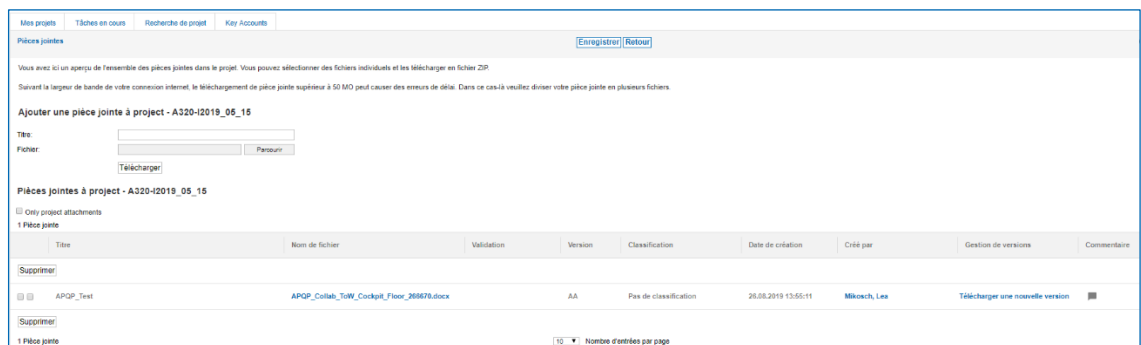 Mes projets Tâches en cours Recherche de projet Key Accounts
Pièces jointes Enregistrer Retour
Vous avez ici un aperçu de l'ensemble des pièces jointes dans le projet. Vous pouvez sélectionner des fichiers individuels et les télécharger en fichier ZIP.
Suivant la largeur de bande de votre connexion internet, le téléchargement de pièce jointe supérieur à 50 MO peut causer des erreurs de délai. Dans ce cas-là veuillez diviser votre pièce jointe en plusieurs fichiers.
Ajouter une pièce jointe à project - A320-I2019_05_15
Titre:
Fichier: Parcourir
Télécharger
Pièces jointes à project - A320-I2019_05_15
Only project attachments
1 Pièce jointe
Titre Nom de fichier Validation Version Classification Date de création Créé par Gestion de versions Commentaire
Supprimer
APQP_Test APQP_Collab_ToW_Cockpit_Floor_266670.docx AA Pas de classification 26.08.2019 13:55:11 Mikosch, Lea Télécharger une nouvelle version
Supprimer
1 Pièce jointe 10 Nombre d'entrées par page